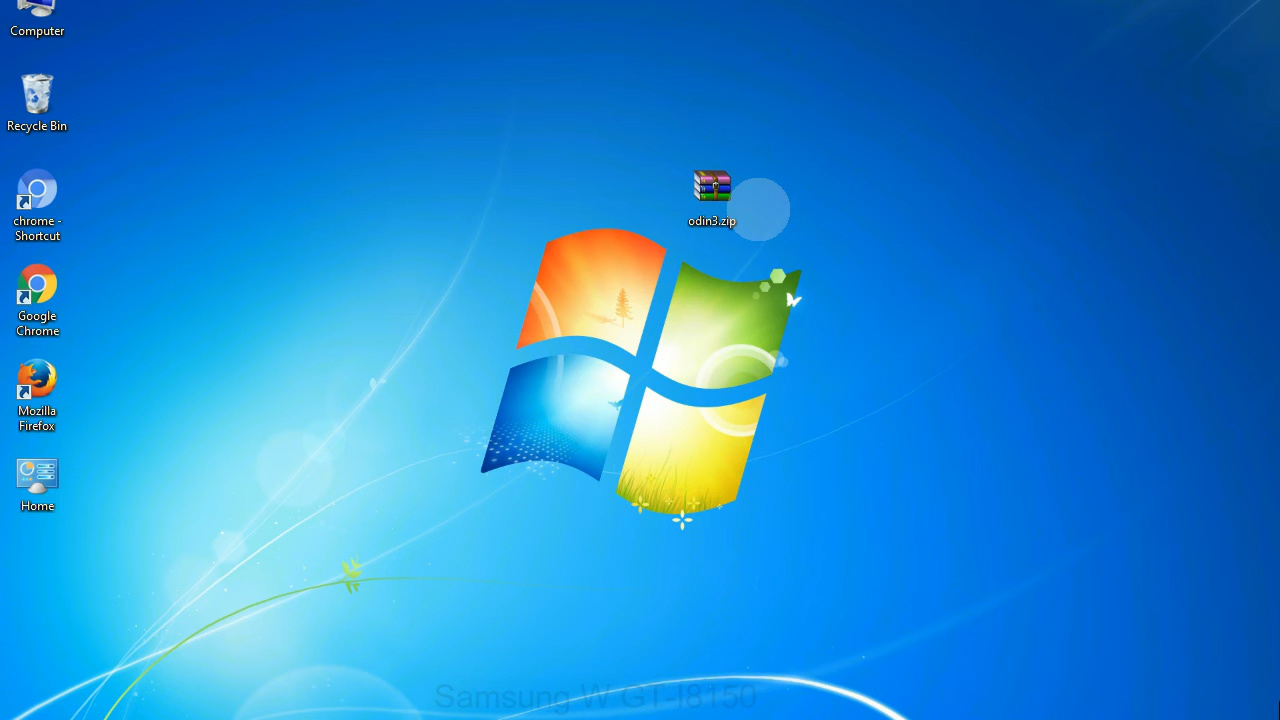 Computer
Recycle Bin
chrome -
Shortcut
Google
Chrome
Mozilla
Firefox
Home
odin3.zip
Samsung W GT-I8150